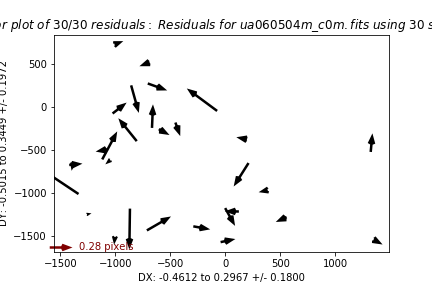 or plot of 30/30 residuals: Residuals for ua060504m_c0m.fits using 30 s
DY: -0.5015 to 0.3449 +/- 0.1972
500
0
−500
−1000
−1500
0.28 pixels
−1500 −1000 −500 0 500 1000
DX: -0.4612 to 0.2967 +/- 0.1800